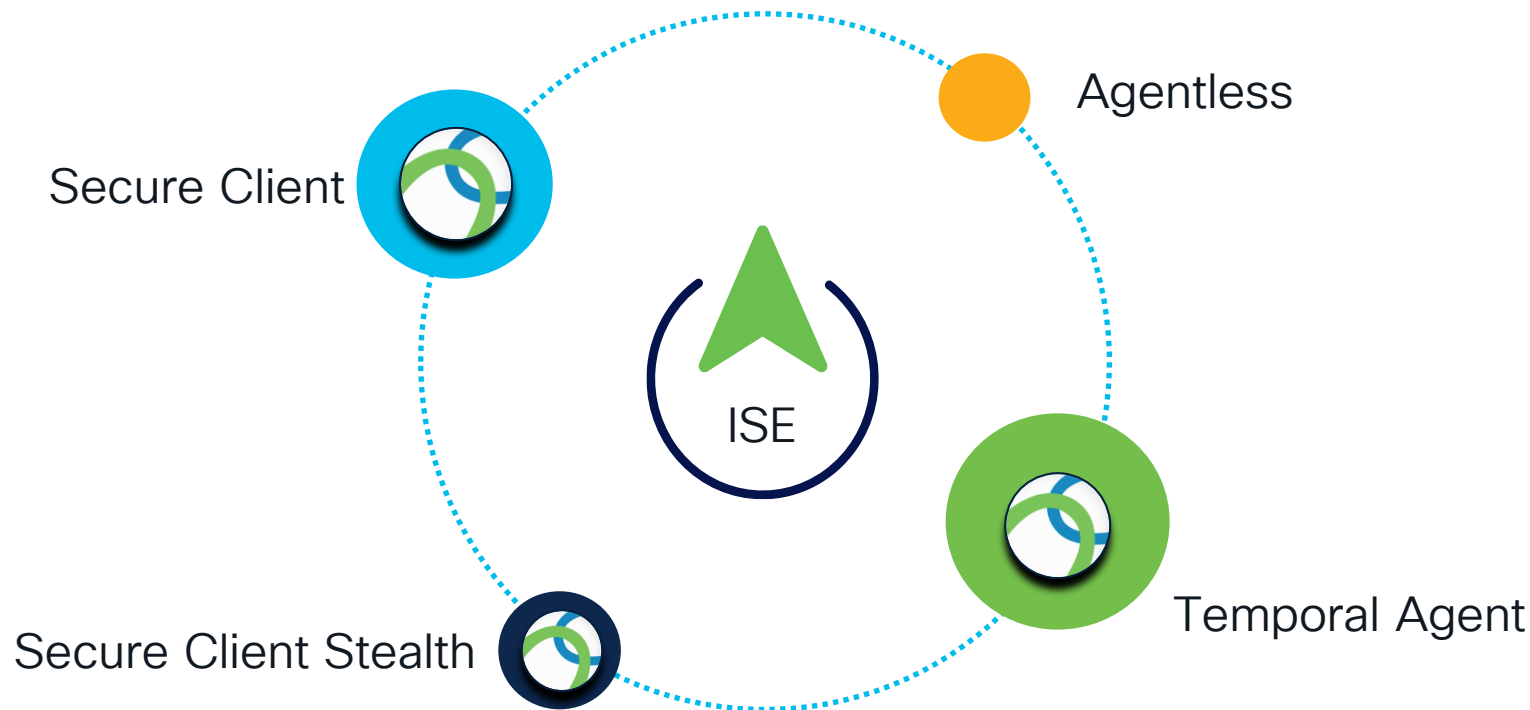 Agentless
Secure Client
ISE
Temporal Agent
Secure Client Stealth